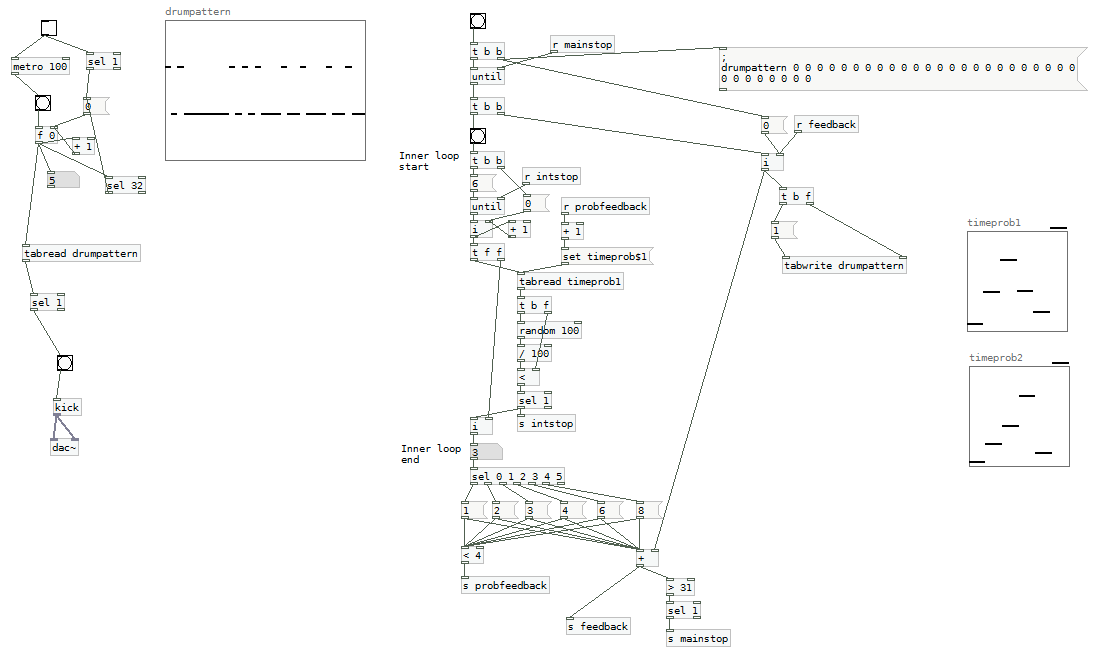 drumpattern
metro 100
sel 1
0
f 0
+ 1
5
sel 32
tabread drumpattern
sel 1
kick
dac~
t b b
r mainstop
until
t b b
;
drumpattern 0 0 0 0 0 0 0 0 0 0 0 0 0 0 0 0 0 0 0 0 0 0 0 0
0 0 0 0 0 0 0 0
0
r feedback
i
t b f
1
tabwrite drumpattern
Inner loop
start
t b b
6
r intstop
until
0
r probfeedback
i
+ 1
+ 1
t f f
set timeprob$1
tabread timeprob1
t b f
random 100
/ 100
<
sel 1
s intstop
i
Inner loop
end
3
sel 0 1 2 3 4 5
1
2
3
4
6
8
< 4
+
s probfeedback
> 31
sel 1
s feedback
s mainstop
timeprob1
timeprob2